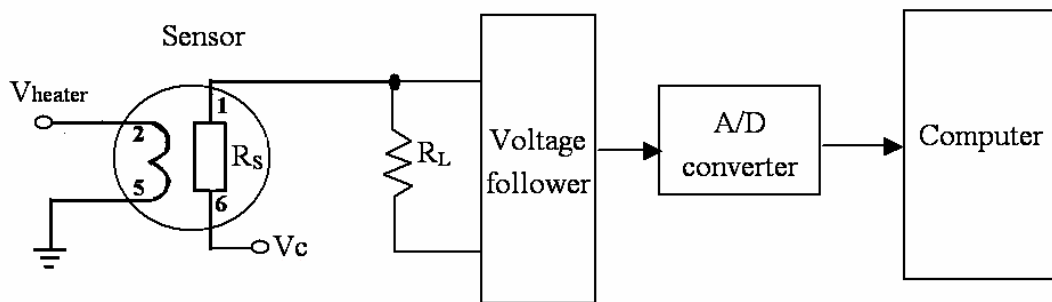 Sensor
Vheater
1
2
RS
5
6
Vc
RL
Voltage
follower
A/D
converter
Computer